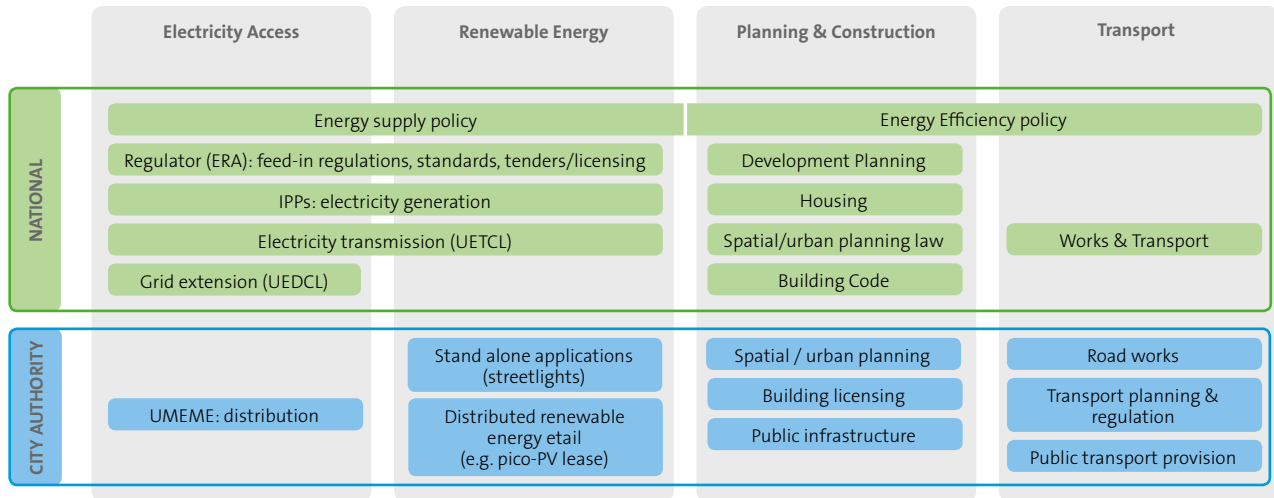 Electricity Access
Renewable Energy
Planning & Construction
Transport
NATIONAL
Energy supply policy
Energy Efficiency policy
Regulator (ERA): feed-in regulations, standards, tenders/licensing
Development Planning
IPPs: electricity generation
Housing
Electricity transmission (UETCL)
Spatial/urban planning law
Works & Transport
Grid extension (UEDCL)
Building Code
CITY AUTHORITY
Stand alone applications
(streetlights)
Spatial / urban planning
Road works
UMEME: distribution
Building licensing
Transport planning &
regulation
Distributed renewable
energy etail
(e.g. pico-PV lease)
Public infrastructure
Public transport provision